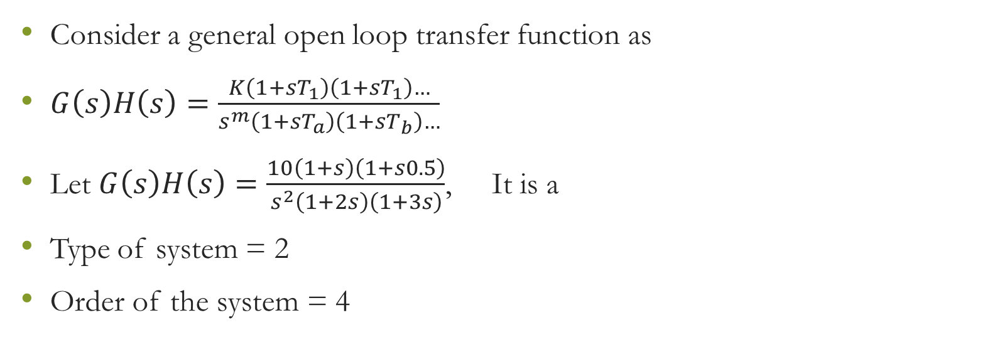 • Consider a general open loop transfer function as
• G(s)H(s) = \frac{K(1+sT_1)(1+sT_1)...}{s^m(1+sT_a)(1+sT_b)...}
• Let G(s)H(s) = \frac{10(1+s)(1+s0.5)}{s^2(1+2s)(1+3s)}, It is a
• Type of system = 2
• Order of the system = 4